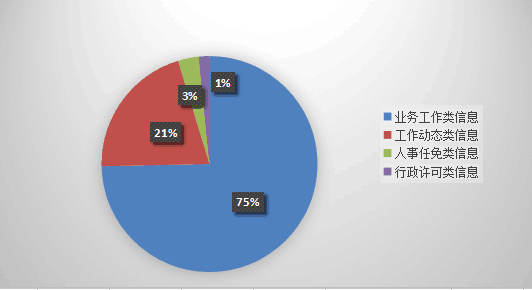 1%
3%
21%
75%
业务工作类信息
工作动态类信息
人事任免类信息
行政许可类信息